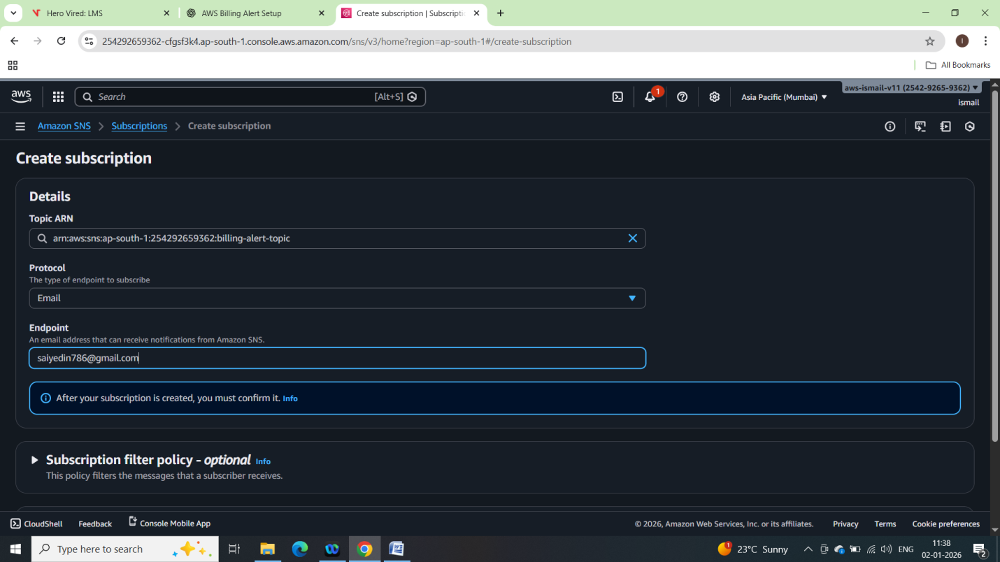 Hero Vired: LMS
AWS Billing Alert Setup
Create subscription | Subscriptio
254292659362-cfgsf3k4.ap-south-1.console.aws.amazon.com/sns/v3/home?region=ap-south-1#/create-subscription
I
All Bookmarks
aws
Search
[Alt+S]
1
Asia Pacific (Mumbai)
aws-ismail-v11 (2542-9265-9362)
ismail
Amazon SNS
Subscriptions
Create subscription
Create subscription
Details
Topic ARN
arn:aws:sns:ap-south-1:254292659362:billing-alert-topic
Protocol
The type of endpoint to subscribe
Email
Endpoint
An email address that can receive notifications from Amazon SNS.
saiyedin786@gmail.com
After your subscription is created, you must confirm it. Info
Subscription filter policy - optional Info
This policy filters the messages that a subscriber receives.
CloudShell
Feedback
Console Mobile App
© 2026, Amazon Web Services, Inc. or its affiliates.
Privacy
Terms
Cookie preferences
Type here to search
1
23°C Sunny
ENG
11:38
02-01-2026
2